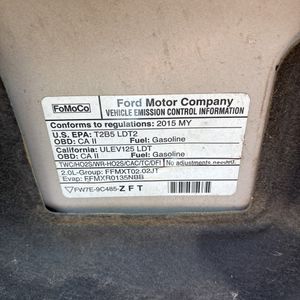 FoMoCo
Ford Motor Company
VEHICLE EMISSION CONTROL INFORMATION
Conforms to regulations: 2015 MY
U.S. EPA: T2B5 LDT2
OBD: CA II Fuel: Gasoline
California: ULEV125 LDT
OBD: CA II Fuel: Gasoline
TWC/HO2S/WR-HO2S/CAC/TC/DFI No adjustments needed.
2.0L-Group: FFMXT02.02JT
Evap: FFMXR0135NBB
FW7E-9C485-ZFT